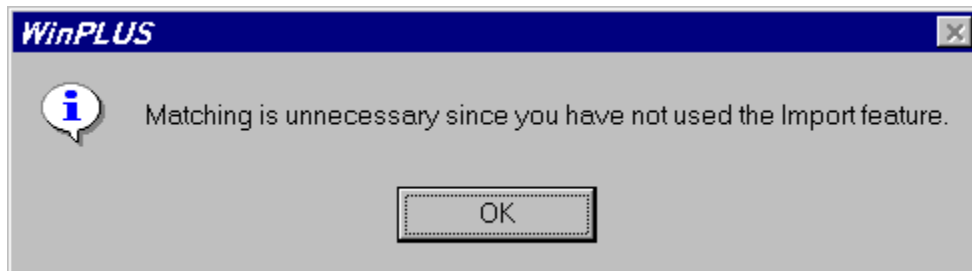 WinPLUS
Matching is unnecessary since you have not used the Import feature.
OK